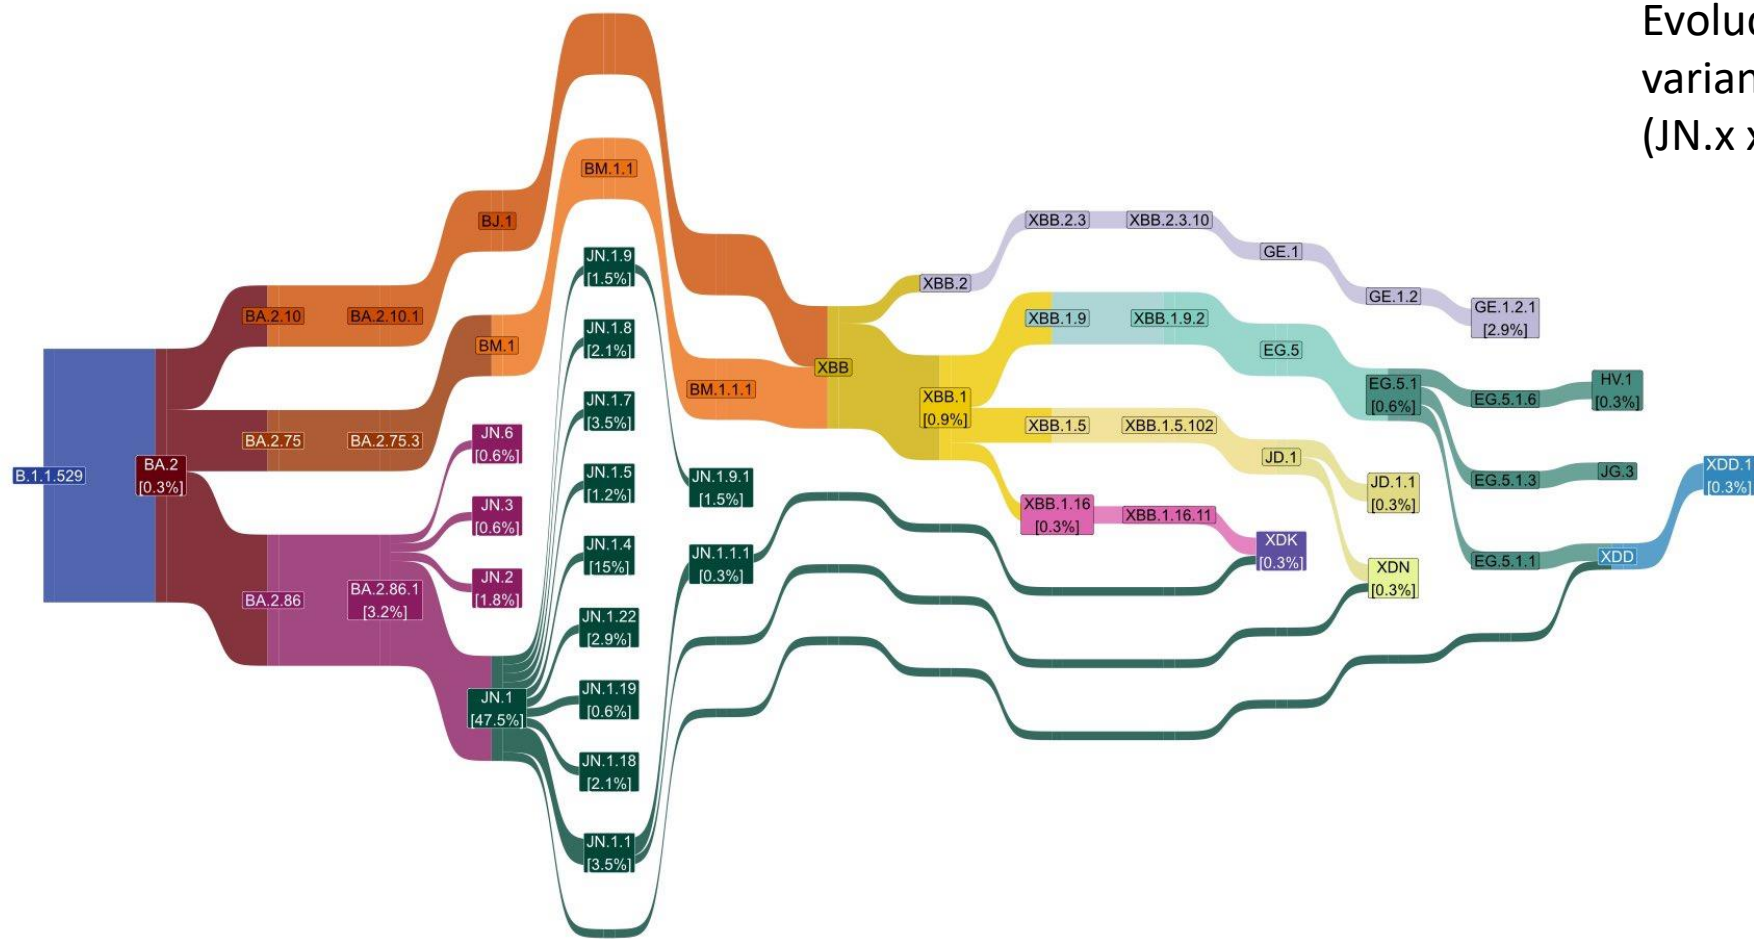 Evoluc
varian
(JN.x x
B.1.1.529
BA.2
[0.3%]
BA.2.10
BA.2.10.1
BJ.1
BM.1.1
BA.2.75
BA.2.75.3
BM.1
BM.1.1.1
BA.2.86
BA.2.86.1
[3.2%]
JN.6
[0.6%]
JN.3
[0.6%]
JN.2
[1.8%]
JN.1
[47.5%]
JN.1.9
[1.5%]
JN.1.8
[2.1%]
JN.1.7
[3.5%]
JN.1.5
[1.2%]
JN.1.4
[15%]
JN.1.22
[2.9%]
JN.1.19
[0.6%]
JN.1.18
[2.1%]
JN.1.1
[3.5%]
JN.1.9.1
[1.5%]
JN.1.1.1
[0.3%]
XBB
XBB.2
XBB.2.3
XBB.2.3.10
GE.1
GE.1.2
GE.1.2.1
[2.9%]
XBB.1
[0.9%]
XBB.1.9
XBB.1.9.2
EG.5
EG.5.1
[0.6%]
EG.5.1.6
HV.1
[0.3%]
EG.5.1.3
JG.3
EG.5.1.1
XDD
XDD.1
[0.3%]
XBB.1.5
XBB.1.5.102
JD.1
JD.1.1
[0.3%]
XBB.1.16
[0.3%]
XBB.1.16.11
XDK
[0.3%]
XDN
[0.3%]